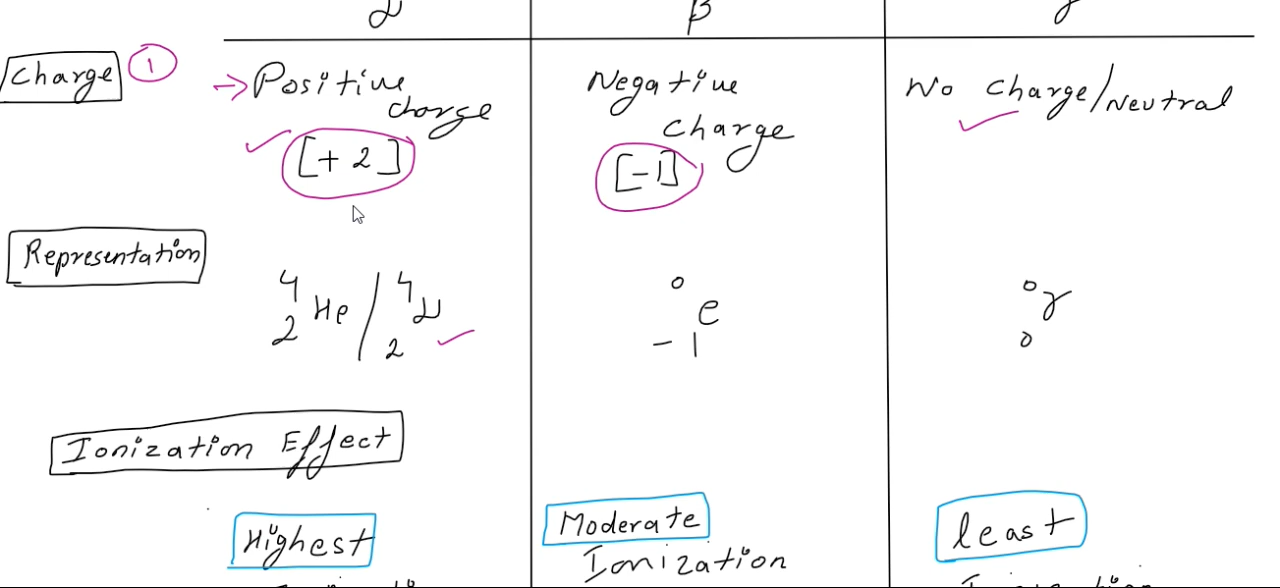 α β γ
Charge 1
→ Positive charge
[+ 2]
Negative charge
[-1]
No Charge/Neutral
Representation
⁴₂He / ⁴₂α
⁰₋₁e
⁰₀γ
Ionization Effect
Highest
Moderate
Ionization
least